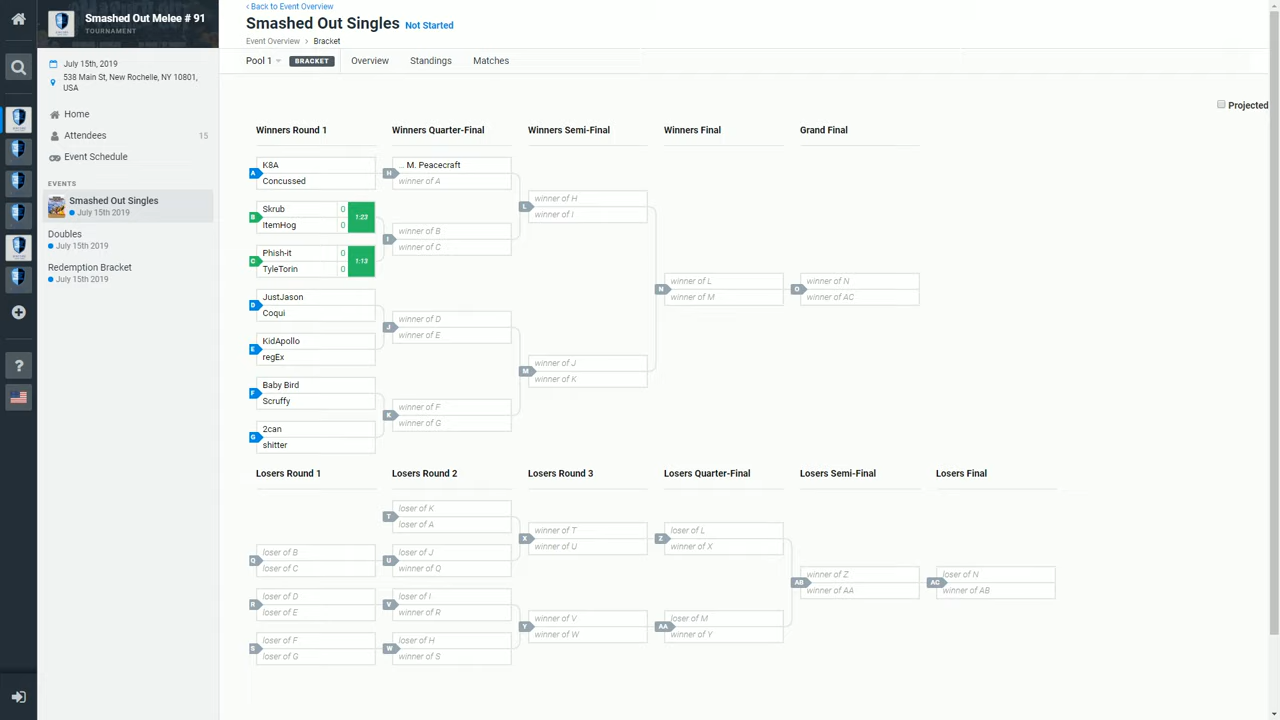 Smashed Out Melee # 91
TOURNAMENT
July 15th, 2019
538 Main St, New Rochelle, NY 10801,
USA
Home
Attendees 15
Event Schedule
EVENTS
Smashed Out Singles
July 15th 2019
Doubles
July 15th 2019
Redemption Bracket
July 15th 2019
?
‹ Back to Event Overview
Smashed Out Singles Not Started
Event Overview › Bracket
Pool 1 BRACKET Overview Standings Matches
Projected
Winners Round 1
A
K8A
Concussed
B
Skrub 0
ItemHog 0
1:23
C
Phish-it 0
TyleTorin 0
1:13
D
JustJason
Coqui
E
KidApollo
regEx
F
Baby Bird
Scruffy
G
2can
shitter
Winners Quarter-Final
H
... M. Peacecraft
winner of A
I
winner of B
winner of C
J
winner of D
winner of E
K
winner of F
winner of G
Winners Semi-Final
L
winner of H
winner of I
M
winner of J
winner of K
Winners Final
N
winner of L
winner of M
Grand Final
O
winner of N
winner of AC
Losers Round 1
Q
loser of B
loser of C
R
loser of D
loser of E
S
loser of F
loser of G
Losers Round 2
T
loser of K
loser of A
U
loser of J
winner of Q
V
loser of I
winner of R
W
loser of H
winner of S
Losers Round 3
X
winner of T
winner of U
Y
winner of V
winner of W
Losers Quarter-Final
Z
loser of L
winner of X
AA
loser of M
winner of Y
Losers Semi-Final
AB
winner of Z
winner of AA
Losers Final
AC
loser of N
winner of AB